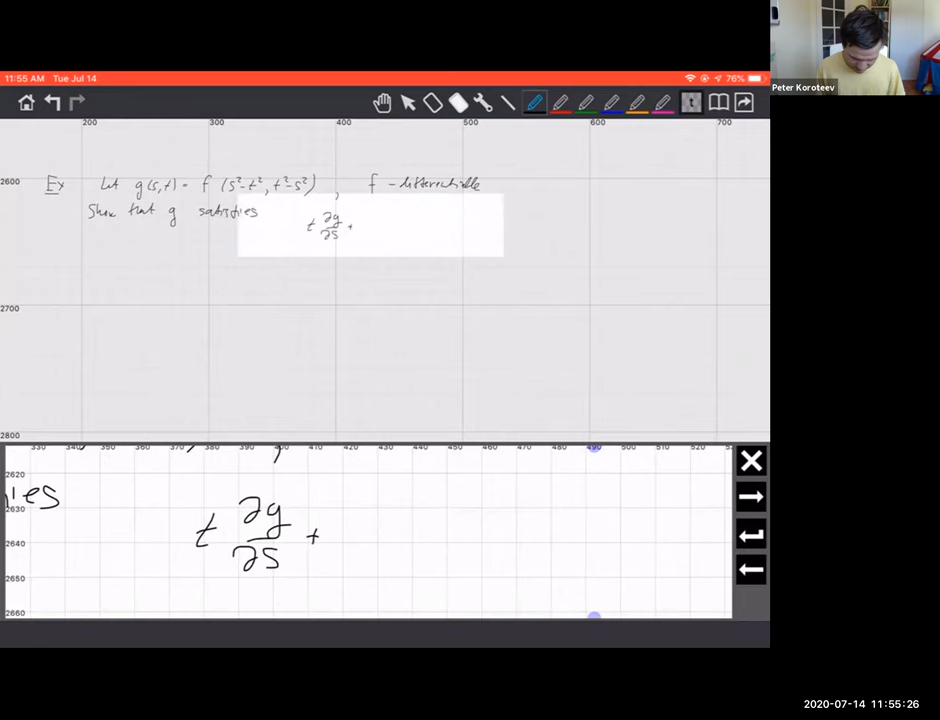 11:55 AM Tue Jul 14
76%
200 300 400 500 600 700
2600
Ex Let g(s,t) = f (s²-t², t²-s²), f - differentiable
Show that g satisfies
t ∂g/∂s +
2700
2800
330 340 350 360 370 380 390 400 410 420 430 440 450 460 470 480 490 500 510 520
2620
2630
2640
2650
2660
ies
t ∂g/∂s +
Peter Koroteev
2020-07-14 11:55:26